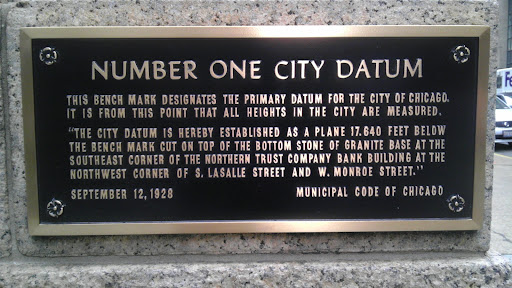 NUMBER ONE CITY DATUM
THIS BENCH MARK DESIGNATES THE PRIMARY DATUM FOR THE CITY OF CHICAGO.
IT IS FROM THIS POINT THAT ALL HEIGHTS IN THE CITY ARE MEASURED.
"THE CITY DATUM IS HEREBY ESTABLISHED AS A PLANE 17.640 FEET BELOW
THE BENCH MARK CUT ON TOP OF THE BOTTOM STONE OF GRANITE BASE AT THE
SOUTHEAST CORNER OF THE NORTHERN TRUST COMPANY BANK BUILDING AT THE
NORTHWEST CORNER OF S. LASALLE STREET AND W. MONROE STREET."
SEPTEMBER 12, 1928 MUNICIPAL CODE OF CHICAGO
Fe